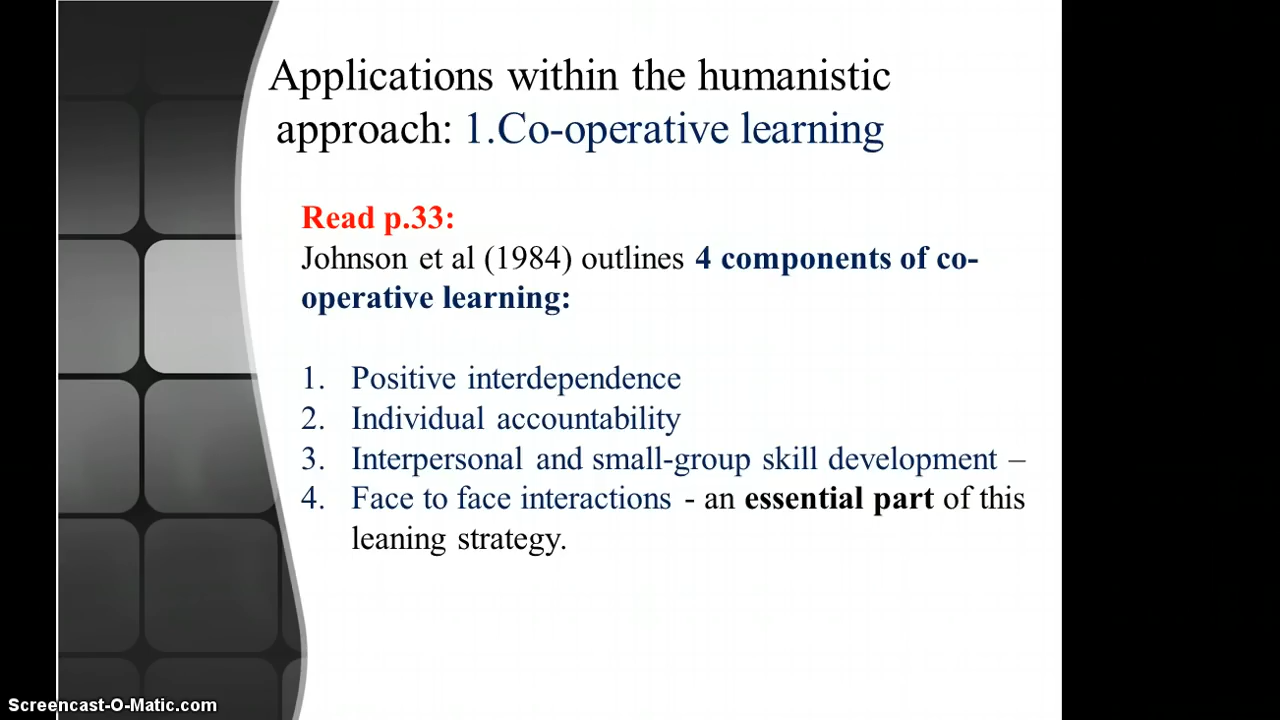 Applications within the humanistic
approach: 1.Co-operative learning
Read p.33:
Johnson et al (1984) outlines 4 components of co-
operative learning:
1. Positive interdependence
2. Individual accountability
3. Interpersonal and small-group skill development –
4. Face to face interactions - an essential part of this
leaning strategy.
Screencast-O-Matic.com